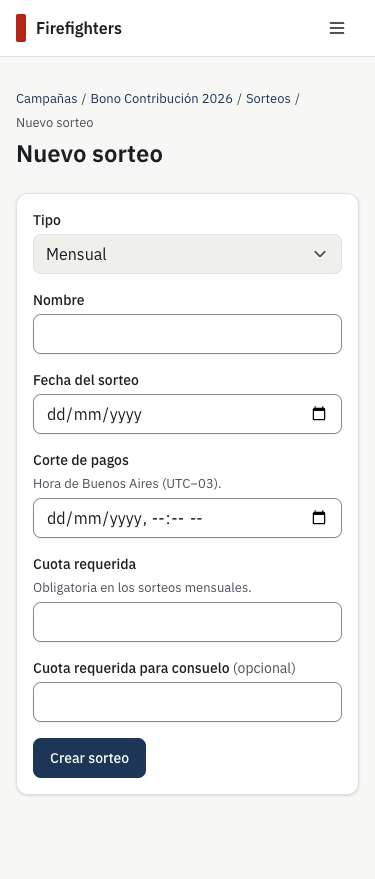 Firefighters
Campañas / Bono Contribución 2026 / Sorteos /
Nuevo sorteo
Nuevo sorteo
Tipo
Mensual
Nombre
Fecha del sorteo
dd/mm/yyyy
Corte de pagos
Hora de Buenos Aires (UTC−03).
dd/mm/yyyy, --:-- --
Cuota requerida
Obligatoria en los sorteos mensuales.
Cuota requerida para consuelo (opcional)
Crear sorteo